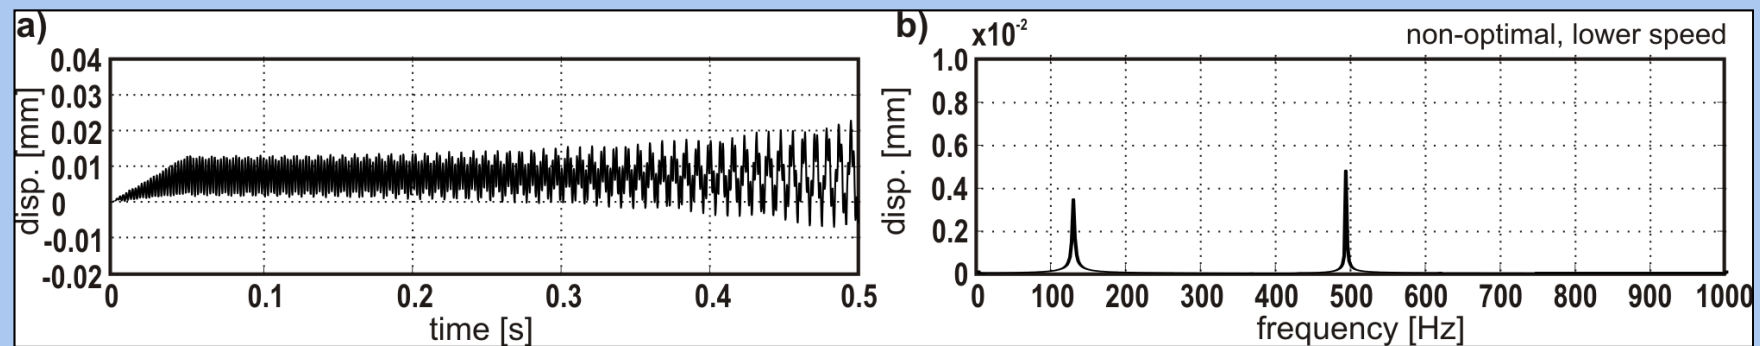 a)
0.04
0.03
0.02
0.01
0
-0.01
-0.02
disp. [mm]
0 0.1 0.2 0.3 0.4 0.5
time [s]
b)
x10-2
non-optimal, lower speed
1.0
0.8
0.6
0.4
0.2
0
disp. [mm]
0 100 200 300 400 500 600 700 800 900 1000
frequency [Hz]